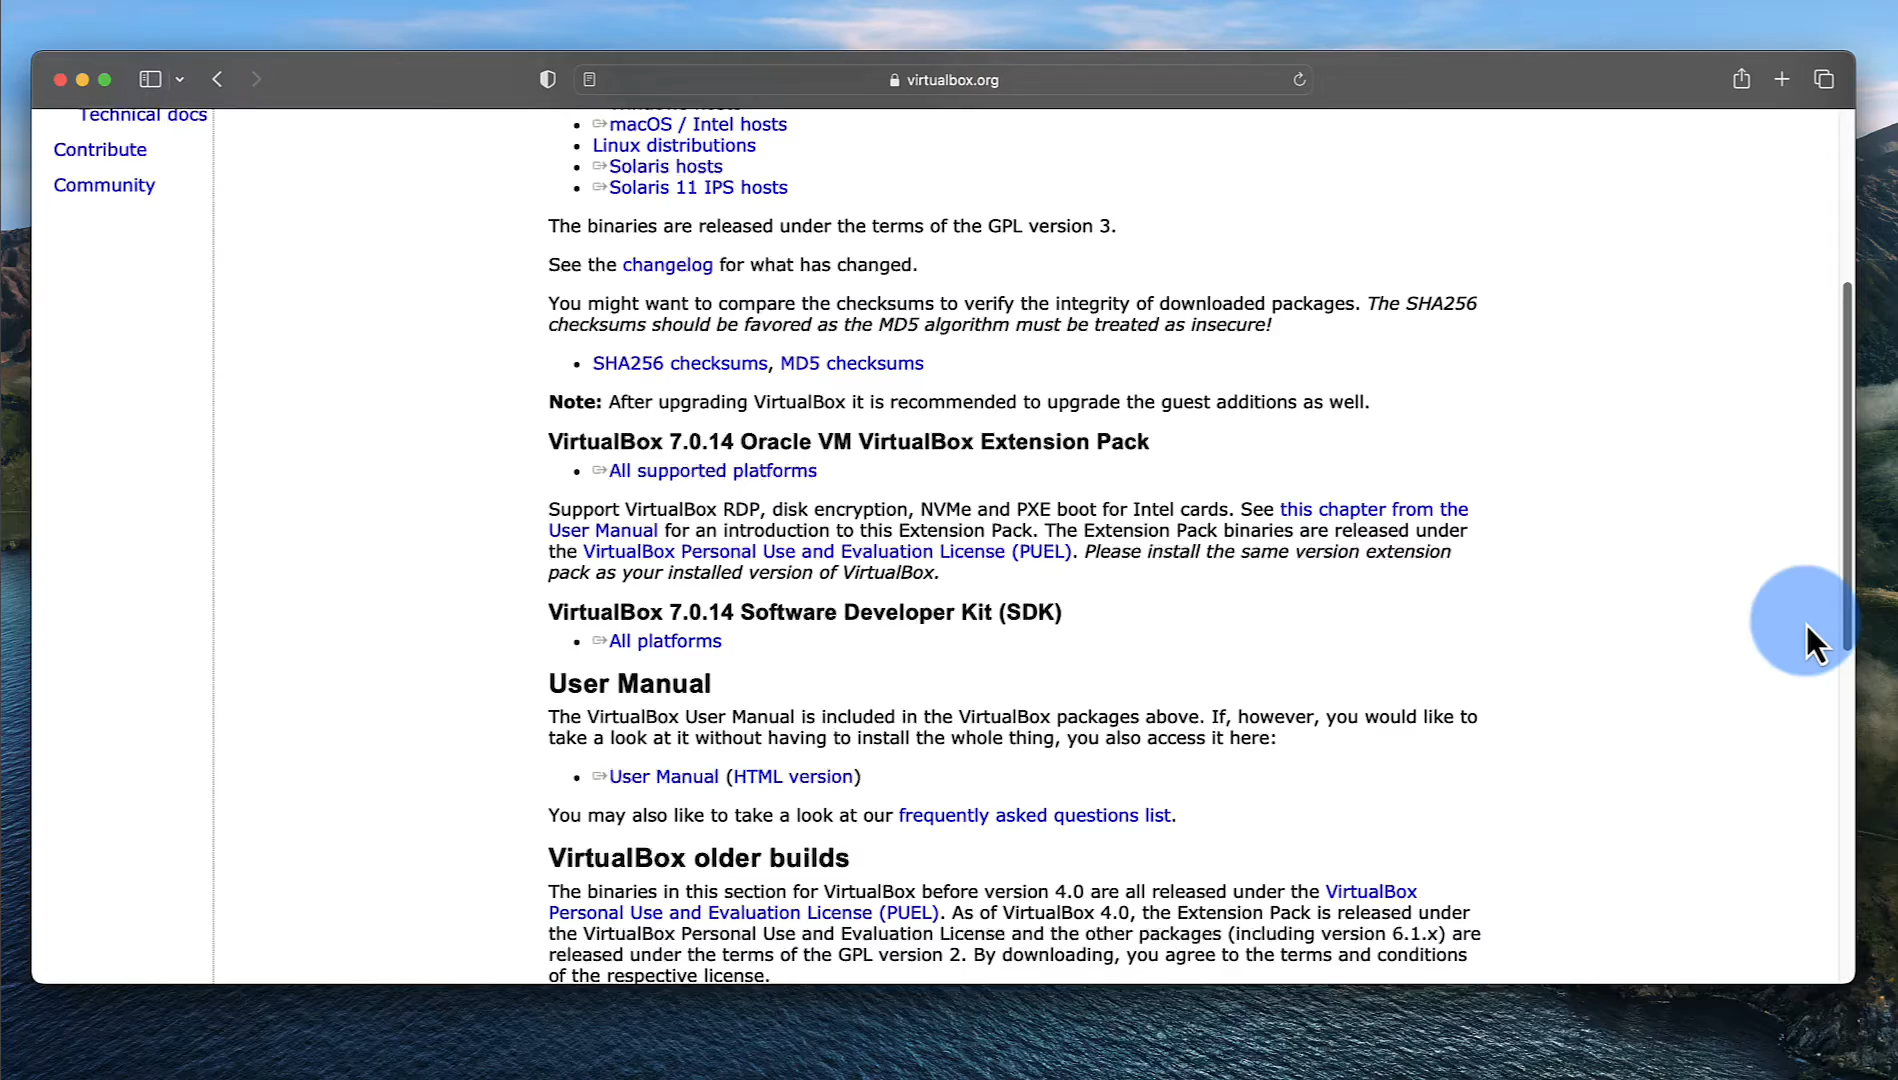 virtualbox.org
Technical docs
Contribute
Community
Windows hosts
macOS / Intel hosts
Linux distributions
Solaris hosts
Solaris 11 IPS hosts
The binaries are released under the terms of the GPL version 3.
See the changelog for what has changed.
You might want to compare the checksums to verify the integrity of downloaded packages. The SHA256
checksums should be favored as the MD5 algorithm must be treated as insecure!
SHA256 checksums, MD5 checksums
Note: After upgrading VirtualBox it is recommended to upgrade the guest additions as well.
VirtualBox 7.0.14 Oracle VM VirtualBox Extension Pack
All supported platforms
Support VirtualBox RDP, disk encryption, NVMe and PXE boot for Intel cards. See this chapter from the
User Manual for an introduction to this Extension Pack. The Extension Pack binaries are released under
the VirtualBox Personal Use and Evaluation License (PUEL). Please install the same version extension
pack as your installed version of VirtualBox.
VirtualBox 7.0.14 Software Developer Kit (SDK)
All platforms
User Manual
The VirtualBox User Manual is included in the VirtualBox packages above. If, however, you would like to
take a look at it without having to install the whole thing, you also access it here:
User Manual (HTML version)
You may also like to take a look at our frequently asked questions list.
VirtualBox older builds
The binaries in this section for VirtualBox before version 4.0 are all released under the VirtualBox
Personal Use and Evaluation License (PUEL). As of VirtualBox 4.0, the Extension Pack is released under
the VirtualBox Personal Use and Evaluation License and the other packages (including version 6.1.x) are
released under the terms of the GPL version 2. By downloading, you agree to the terms and conditions
of the respective license.